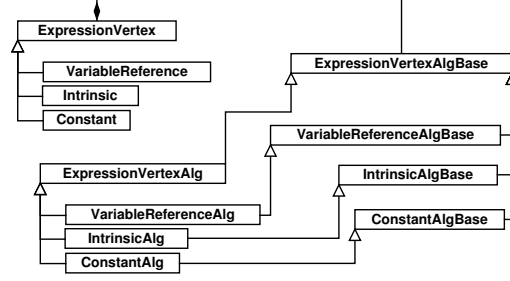 ExpressionVertex
VariableReference
Intrinsic
Constant
ExpressionVertexAlgBase
VariableReferenceAlgBase
IntrinsicAlgBase
ConstantAlgBase
ExpressionVertexAlg
VariableReferenceAlg
IntrinsicAlg
ConstantAlg